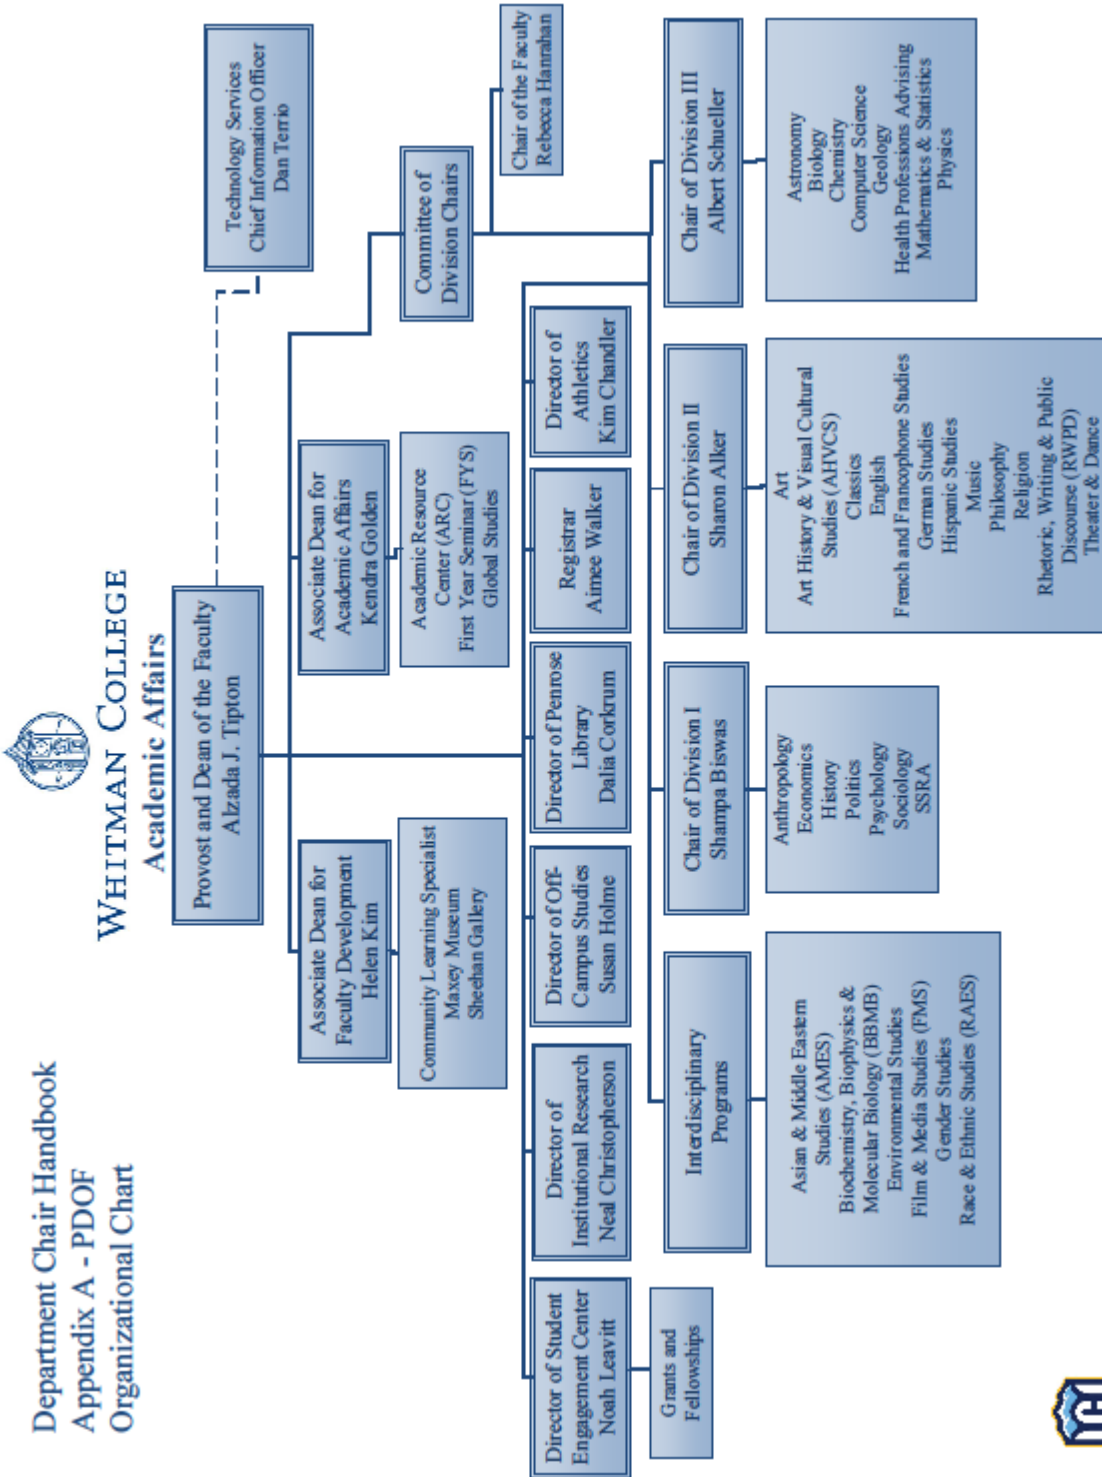 Department Chair Handbook
Appendix A - PDOF
Organizational Chart
WHITMAN COLLEGE
Academic Affairs
Provost and Dean of the Faculty
Alzada J. Tipton
Technology Services
Chief Information Officer
Dan Terrio
Associate Dean for
Faculty Development
Helen Kim
Associate Dean for
Academic Affairs
Kendra Golden
Committee of
Division Chairs
Chair of the Faculty
Rebecca Hanrahan
Community Learning Specialist
Maxey Museum
Sheehan Gallery
Academic Resource
Center (ARC)
First Year Seminar (FYS)
Global Studies
Director of Student
Engagement Center
Noah Leavitt
Director of
Institutional Research
Neal Christopherson
Director of Off-
Campus Studies
Susan Holme
Director of Penrose
Library
Dalia Corkrum
Registrar
Aimee Walker
Director of
Athletics
Kim Chandler
Grants and
Fellowships
Interdisciplinary
Programs
Chair of Division I
Shampa Biswas
Chair of Division II
Sharon Alker
Chair of Division III
Albert Schueller
Asian & Middle Eastern
Studies (AMES)
Biochemistry, Biophysics &
Molecular Biology (BBMB)
Environmental Studies
Film & Media Studies (FMS)
Gender Studies
Race & Ethnic Studies (RAES)
Anthropology
Economics
History
Politics
Psychology
Sociology
SSRA
Art
Art History & Visual Cultural
Studies (AHVCS)
Classics
English
French and Francophone Studies
German Studies
Hispanic Studies
Music
Philosophy
Religion
Rhetoric, Writing & Public
Discourse (RWPD)
Theater & Dance
Astronomy
Biology
Chemistry
Computer Science
Geology
Health Professions Advising
Mathematics & Statistics
Physics